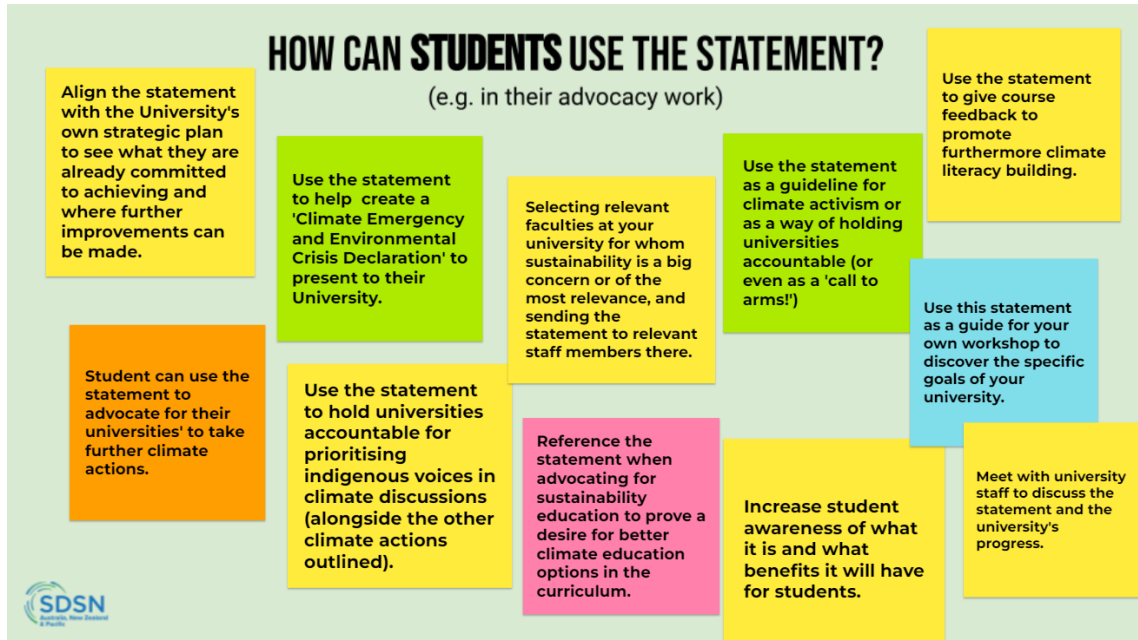 HOW CAN STUDENTS USE THE STATEMENT?
(e.g. in their advocacy work)
Align the statement
with the University's
own strategic plan
to see what they are
already committed
to achieving and
where further
improvements can
be made.
Use the statement
to help create a
'Climate Emergency
and Environmental
Crisis Declaration' to
present to their
University.
Selecting relevant
faculties at your
university for whom
sustainability is a big
concern or of the
most relevance, and
sending the
statement to relevant
staff members there.
Use the statement
as a guideline for
climate activism or
as a way of holding
universities
accountable (or
even as a 'call to
arms!')
Use the statement
to give course
feedback to
promote
furthermore climate
literacy building.
Student can use the
statement to
advocate for their
universities' to take
further climate
actions.
Use the statement
to hold universities
accountable for
prioritising
indigenous voices in
climate discussions
(alongside the other
climate actions
outlined).
Reference the
statement when
advocating for
sustainability
education to prove a
desire for better
climate education
options in the
curriculum.
Increase student
awareness of what
it is and what
benefits it will have
for students.
Use this statement
as a guide for your
own workshop to
discover the specific
goals of your
university.
Meet with university
staff to discuss the
statement and the
university's
progress.
SDSN
Australia, New Zealand
& Pacific